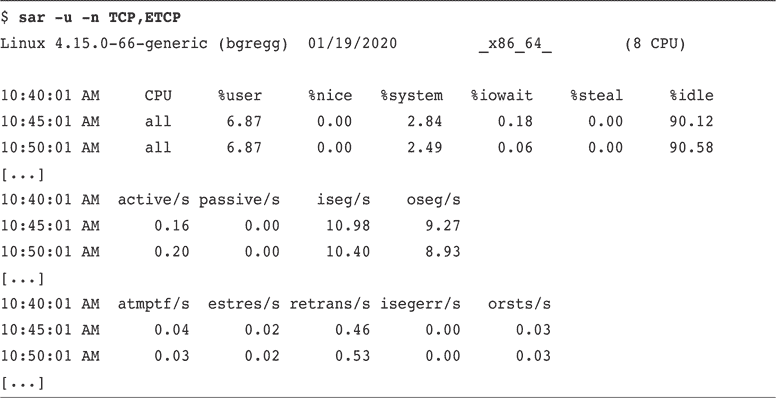 $ sar -u -n TCP,ETCP
Linux 4.15.0-66-generic (bgregg)  01/19/2020        _x86_64_        (8 CPU)
10:40:01 AM     CPU     %user     %nice   %system   %iowait    %steal     %idle
10:45:01 AM     all      6.87      0.00      2.84      0.18      0.00     90.12
10:50:01 AM     all      6.87      0.00      2.49      0.06      0.00     90.58
[...]
10:40:01 AM  active/s passive/s    iseg/s    oseg/s
10:45:01 AM      0.16      0.00     10.98      9.27
10:50:01 AM      0.20      0.00     10.40      8.93
[...]
10:40:01 AM  atmptf/s  estres/s retrans/s isegerr/s   orsts/s
10:45:01 AM      0.04      0.02      0.46      0.00      0.03
10:50:01 AM      0.03      0.02      0.53      0.00      0.03
[...]